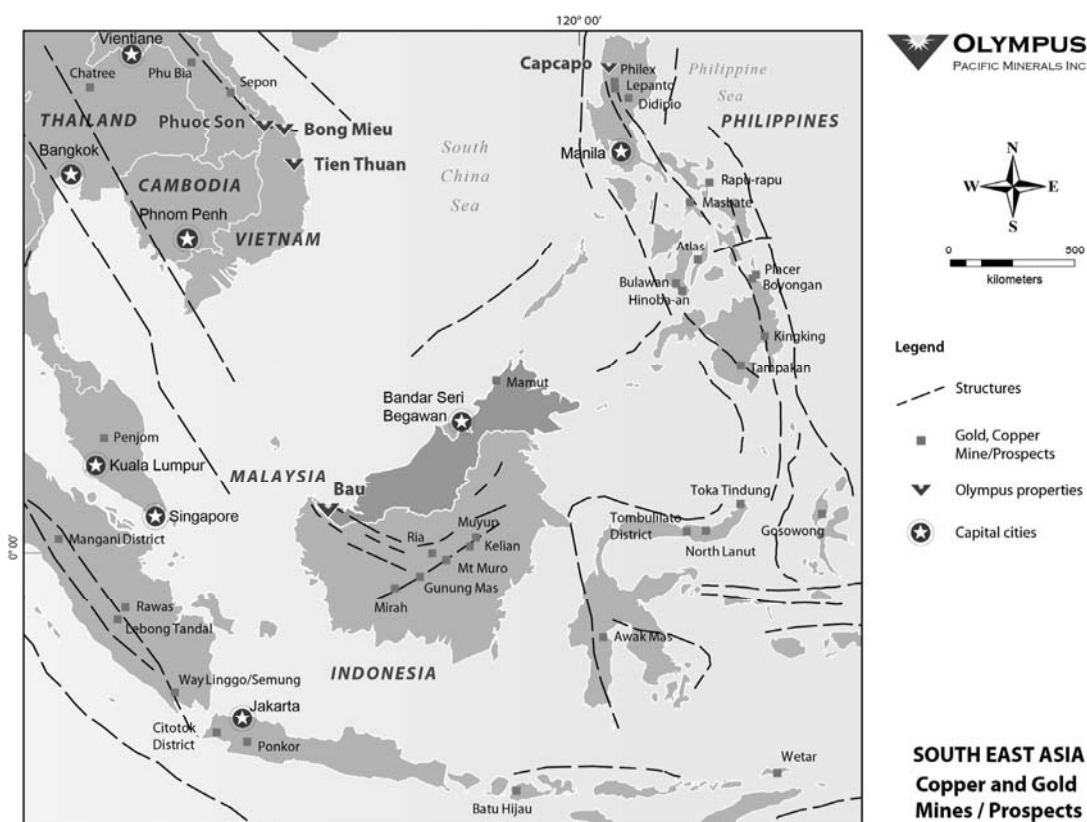 120° 00'
Vientiane
Chatree
Phu Bia
Sepon
THAILAND
Phuoc Son
Bong Mieu
Bangkok
Tien Thuan
CAMBODIA
Phnom Penh
VIETNAM
South
China
Sea
Capcapo
Philex
Lepanto
Didipio
Philippine
Sea
PHILIPPINES
Manila
Rapu-rapu
Masbate
Atlas
Bulawan
Hinoba-an
Placer
Boyongan
Kingking
Tampakan
Mamut
Bandar Seri
Begawan
Penjom
Kuala Lumpur
MALAYSIA
Bau
Singapore
0° 00'
Mangani District
Ria
Muyup
Kelian
Mt Muro
Gunung Mas
Mirah
Toka Tindung
Tombulilato
District
North Lanut
Gosowong
Rawas
Lebong Tandal
Awak Mas
INDONESIA
Way Linggo/Semung
Jakarta
Citotok
District
Ponkor
Batu Hijau
Wetar
OLYMPUS
PACIFIC MINERALS INC
N
W
E
S
0
500
kilometers
Legend
Structures
Gold, Copper
Mine/Prospects
Olympus properties
Capital cities
SOUTH EAST ASIA
Copper and Gold
Mines / Prospects